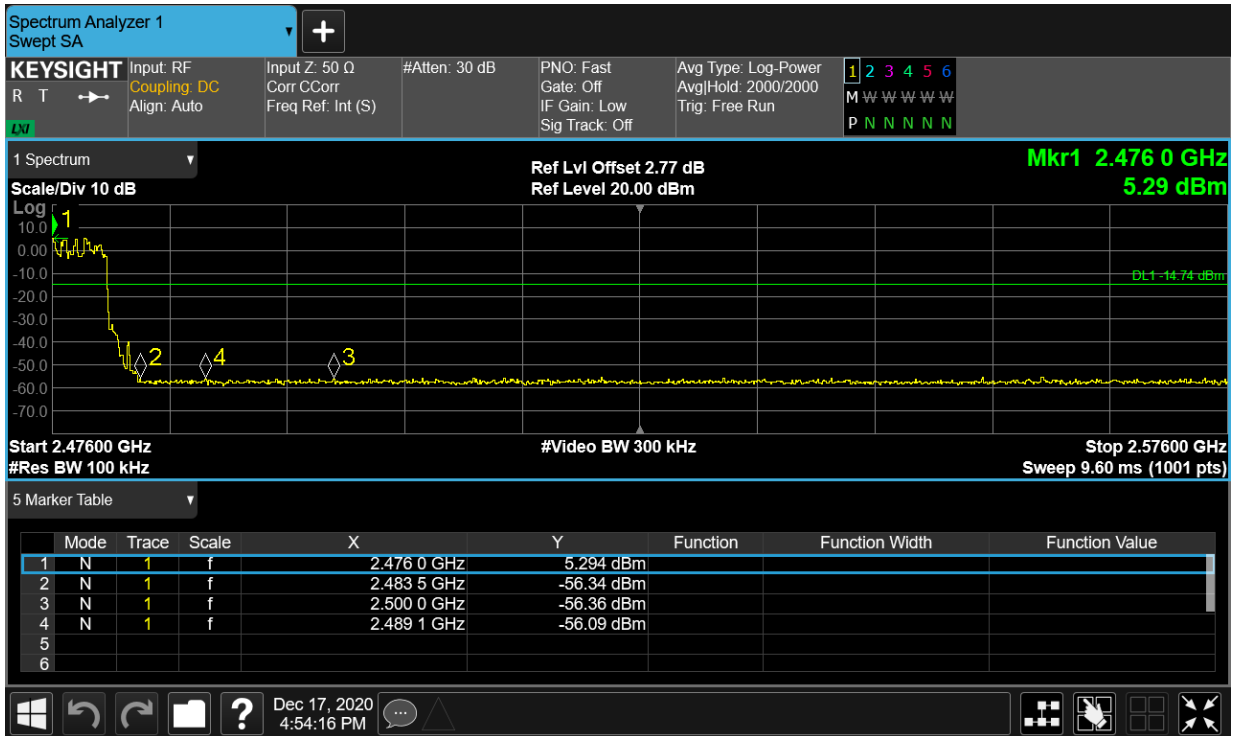 Spectrum Analyzer 1
Swept SA
KEYSIGHT
R T
LXI
Input: RF
Coupling: DC
Align: Auto
Input Z: 50 Ω
Corr CCorr
Freq Ref: Int (S)
#Atten: 30 dB
PNO: Fast
Gate: Off
IF Gain: Low
Sig Track: Off
Avg Type: Log-Power
Avg|Hold: 2000/2000
Trig: Free Run
1 2 3 4 5 6
M W W W W W
P N N N N N
1 Spectrum
Scale/Div 10 dB
Ref Lvl Offset 2.77 dB
Ref Level 20.00 dBm
Mkr1 2.476 0 GHz
5.29 dBm
Log
10.0
0.00
-10.0
-20.0
-30.0
-40.0
-50.0
-60.0
-70.0
1
DL1 -14.74 dBm
2
4
3
Start 2.47600 GHz
#Res BW 100 kHz
#Video BW 300 kHz
Stop 2.57600 GHz
Sweep 9.60 ms (1001 pts)
5 Marker Table
Mode Trace Scale X Y Function Function Width Function Value
1 N 1 f 2.476 0 GHz 5.294 dBm
2 N 1 f 2.483 5 GHz -56.34 dBm
3 N 1 f 2.500 0 GHz -56.36 dBm
4 N 1 f 2.489 1 GHz -56.09 dBm
5
6
?
Dec 17, 2020
4:54:16 PM